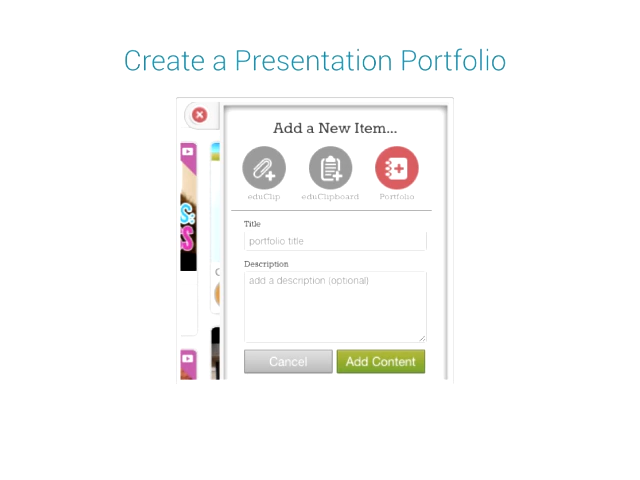 Create a Presentation Portfolio
Add a New Item...
eduClip eduClipboard Portfolio
Title
portfolio title
Description
add a description (optional)
Cancel Add Content